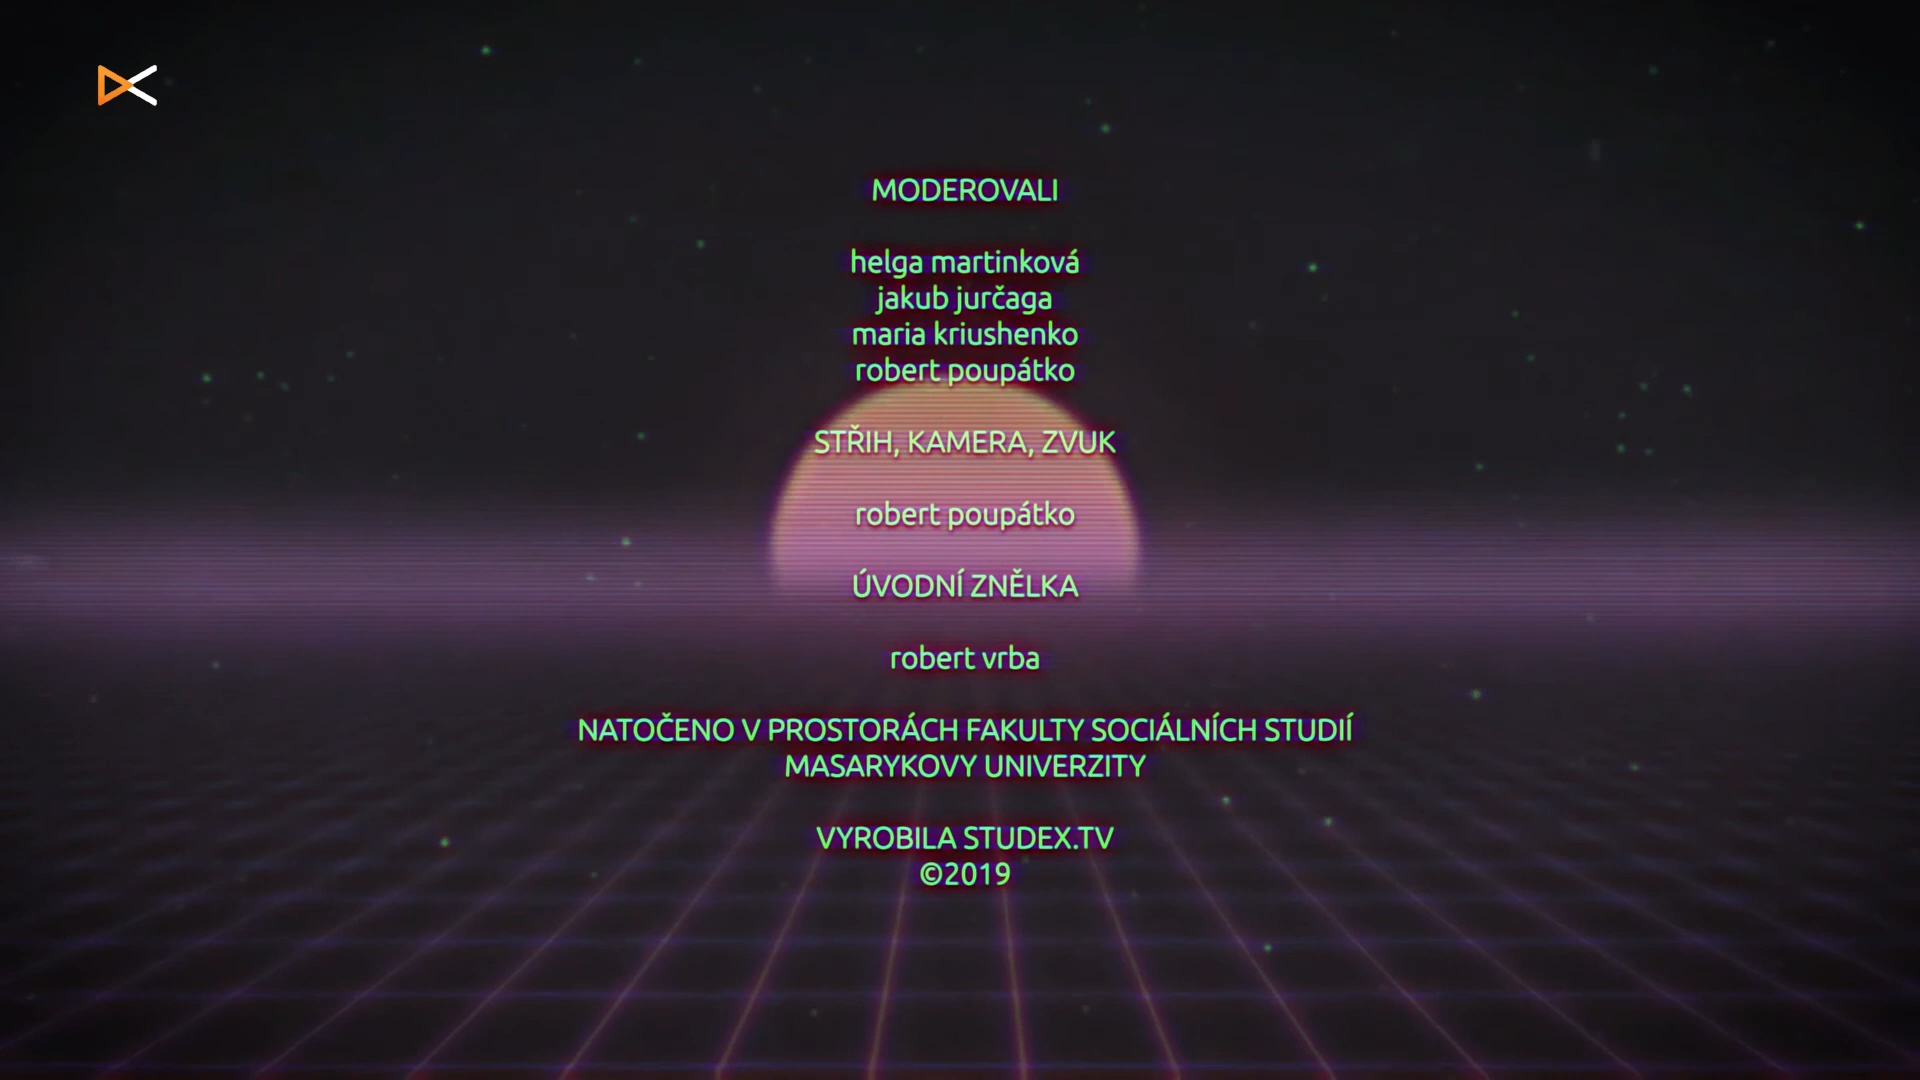 MODEROVALI
helga martinková
jakub jurčaga
maria kriushenko
robert poupátko
STŘIH, KAMERA, ZVUK
robert poupátko
ÚVODNÍ ZNĚLKA
robert vrba
NATOČENO V PROSTORÁCH FAKULTY SOCIÁLNÍCH STUDIÍ
MASARYKOVY UNIVERZITY
VYROBILA STUDEX.TV
©2019